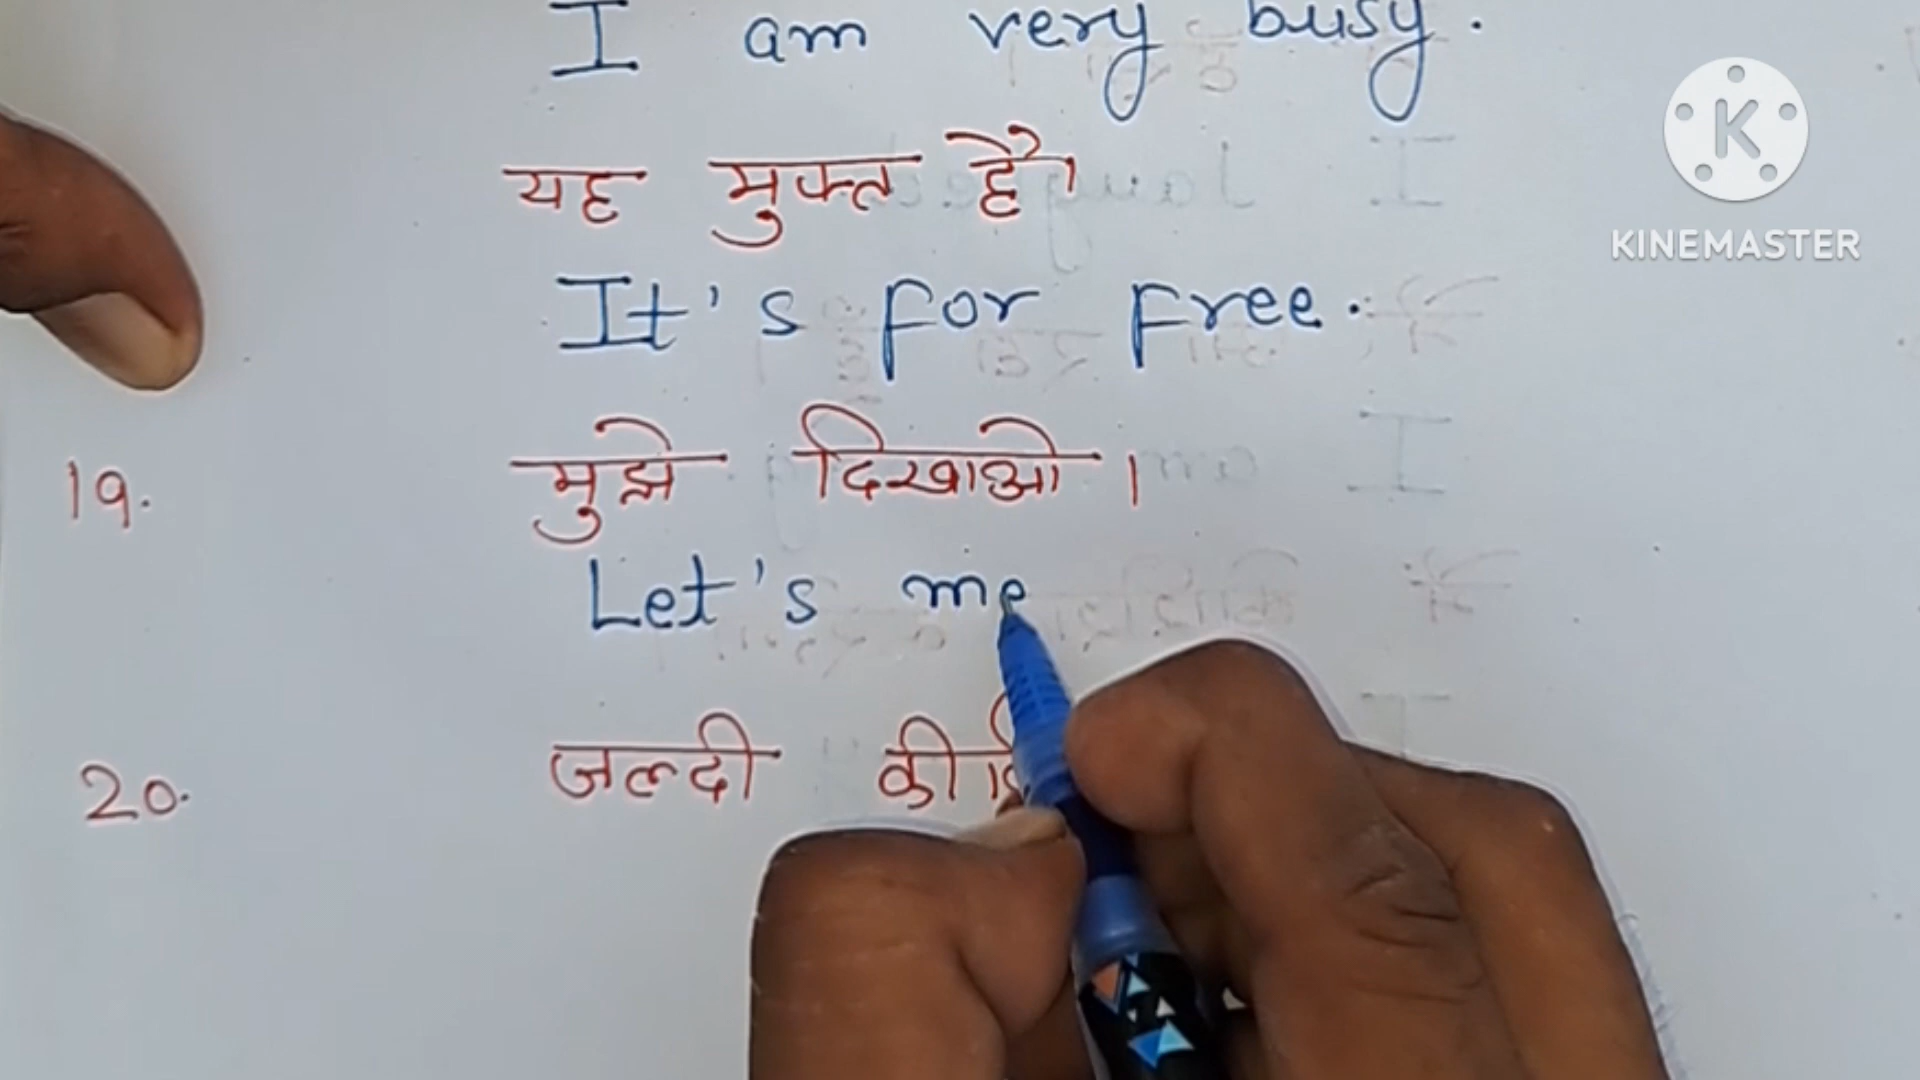 I am very busy.
यह मुफ्त है।
It's for free.
19. मुझे दिखाओ।
Let's me
20. जल्दी
KINEMASTER